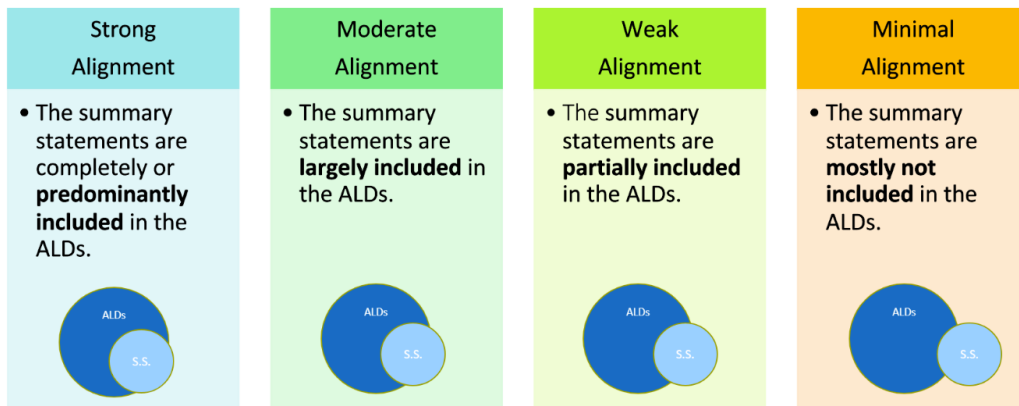 Strong
Alignment
• The summary
statements are
completely or
predominantly
included in the
ALDs.
ALDs
S.S.
Moderate
Alignment
• The summary
statements are
largely included in
the ALDs.
ALDs
S.S.
Weak
Alignment
• The summary
statements are
partially included
in the ALDs.
ALDs
S.S.
Minimal
Alignment
• The summary
statements are
mostly not
included in the
ALDs.
ALDs
S.S.